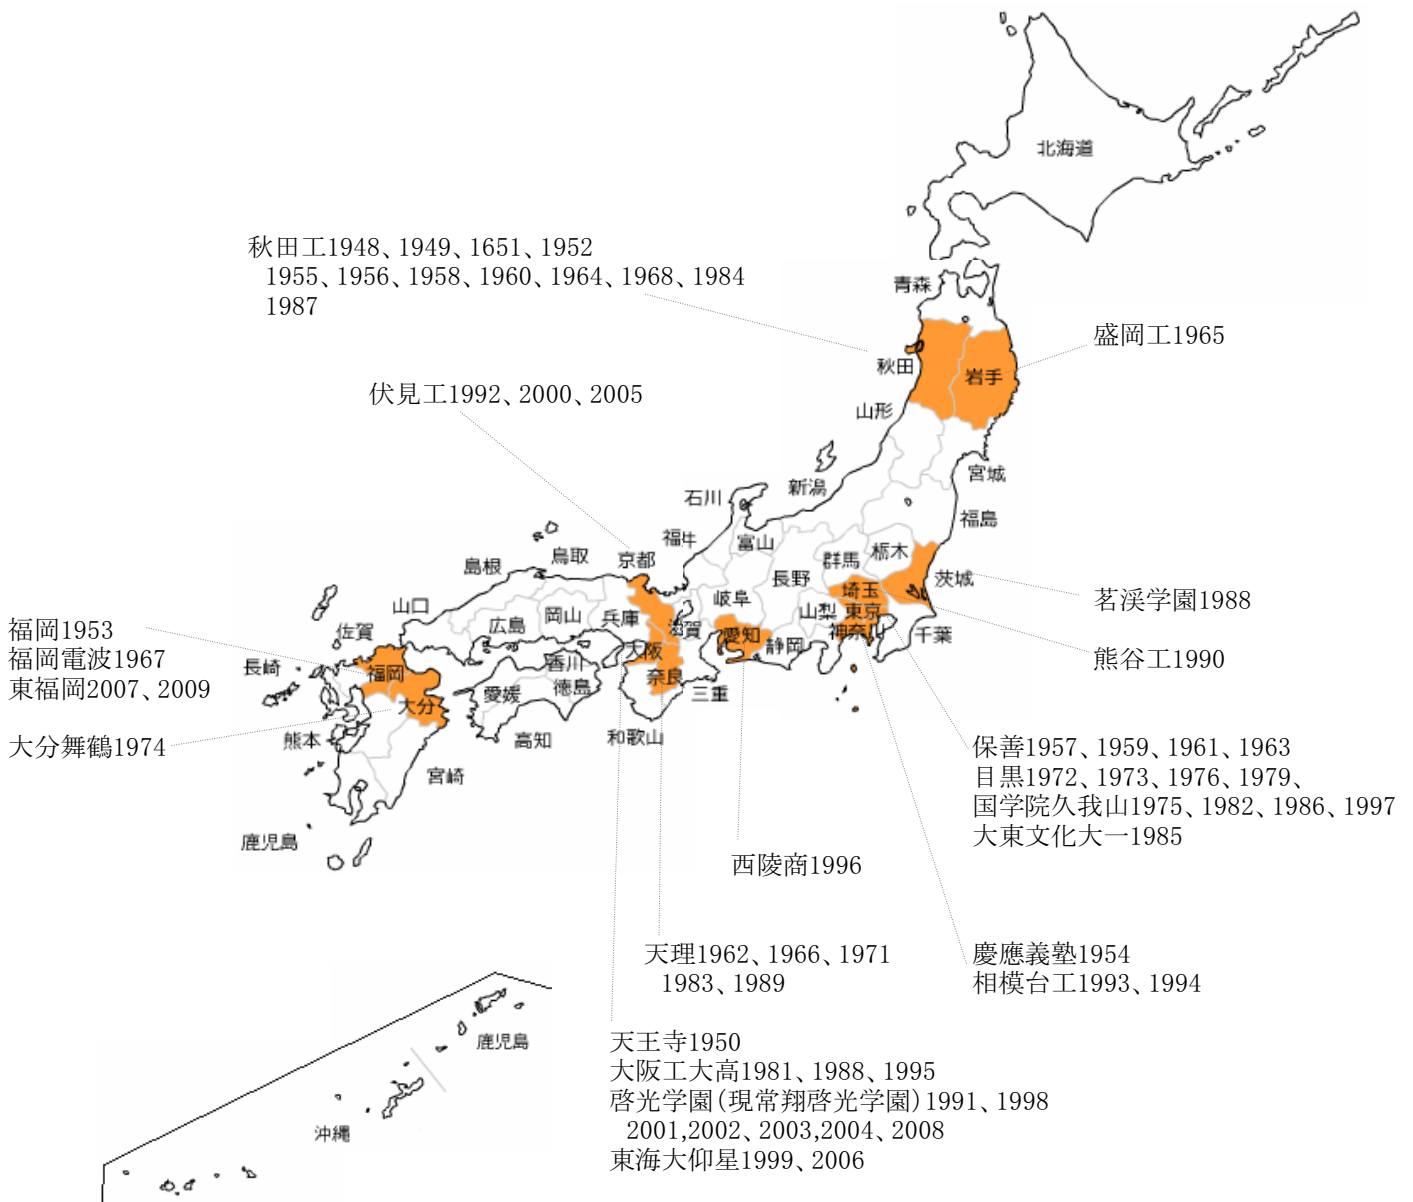 北海道
秋田工1948、1949、1651、1952
1955、1956、1958、1960、1964、1968、1984
1987
青森
盛岡工1965
秋田
岩手
伏見工1992、2000、2005
山形
宮城
新潟
石川
福島
福井
富山
群馬
栃木
島根
鳥取
京都
長野
茨城
茗渓学園1988
埼玉
岐阜
山梨
東京
山口
岡山
兵庫
広島
滋賀
愛知
神奈川
千葉
静岡
福岡1953
福岡電波1967
東福岡2007、2009
佐賀
長崎
福岡
大阪
香川
奈良
徳島
愛媛
三重
熊谷工1990
大分
大分舞鶴1974
熊本
高知
和歌山
宮崎
保善1957、1959、1961、1963
目黒1972、1973、1976、1979、
国学院久我山1975、1982、1986、1997
大東文化大一1985
鹿児島
西陵商1996
天理1962、1966、1971
1983、1989
慶應義塾1954
相模台工1993、1994
鹿児島
沖縄
天王寺1950
大阪工大高1981、1988、1995
啓光学園(現常翔啓光学園)1991、1998
2001,2002、2003,2004、2008
東海大仰星1999、2006